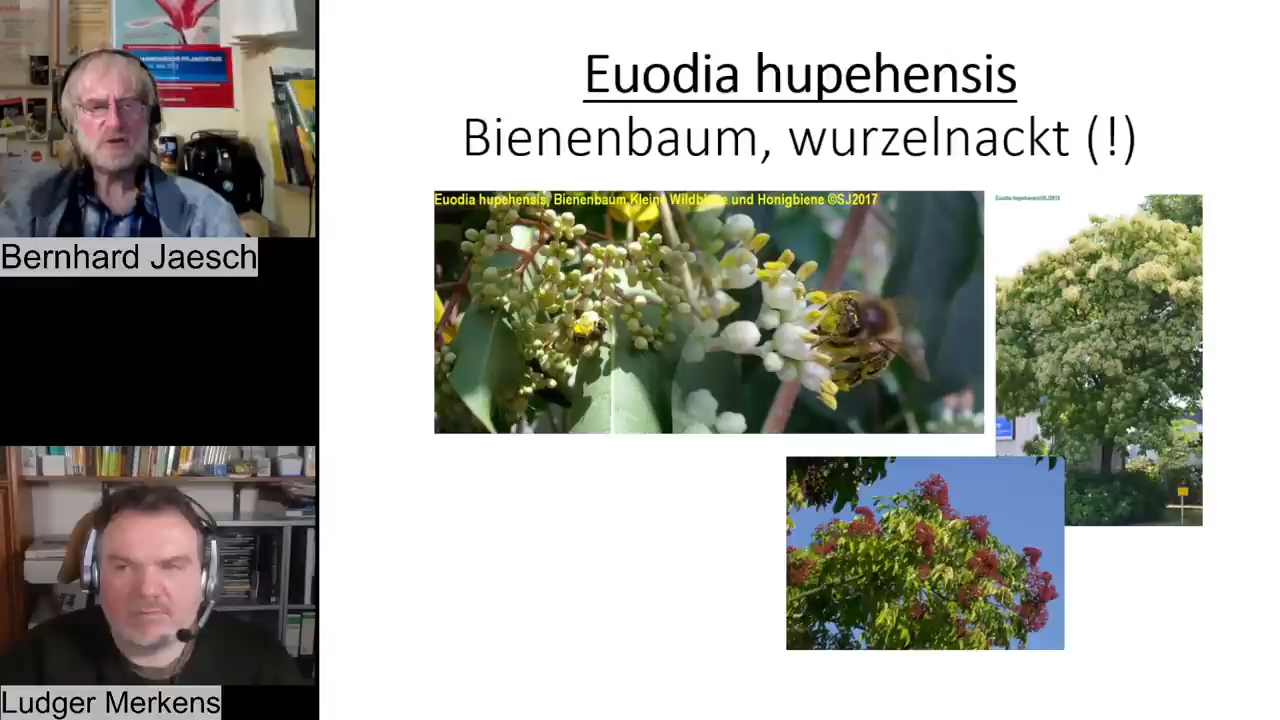 Euodia hupehensis
Bienenbaum, wurzelnackt (!)
Euodia hupehensis, Bienenbaum Kleine Wildbiene und Honigbiene ©SJ2017
Bernhard Jaesch
Ludger Merkens